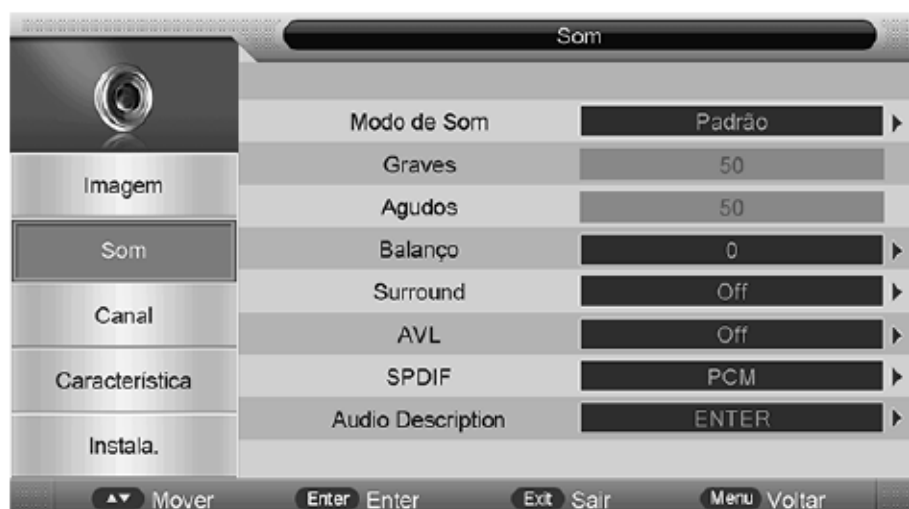 Som
Imagem
Som
Canal
Característica
Instala.
Modo de Som Padrão
Graves 50
Agudos 50
Balanço 0
Surround Off
AVL Off
SPDIF PCM
Audio Description ENTER
Mover Enter Enter Exit Sair Menu Voltar